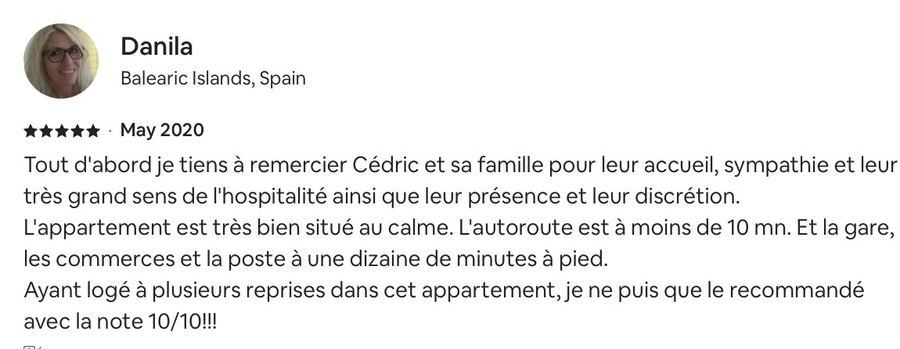 Danila
Balearic Islands, Spain
★★★★★ · May 2020
Tout d'abord je tiens à remercier Cédric et sa famille pour leur accueil, sympathie et leur
très grand sens de l'hospitalité ainsi que leur présence et leur discrétion.
L'appartement est très bien situé au calme. L'autoroute est à moins de 10 mn. Et la gare,
les commerces et la poste à une dizaine de minutes à pied.
Ayant logé à plusieurs reprises dans cet appartement, je ne puis que le recommandé
avec la note 10/10!!!